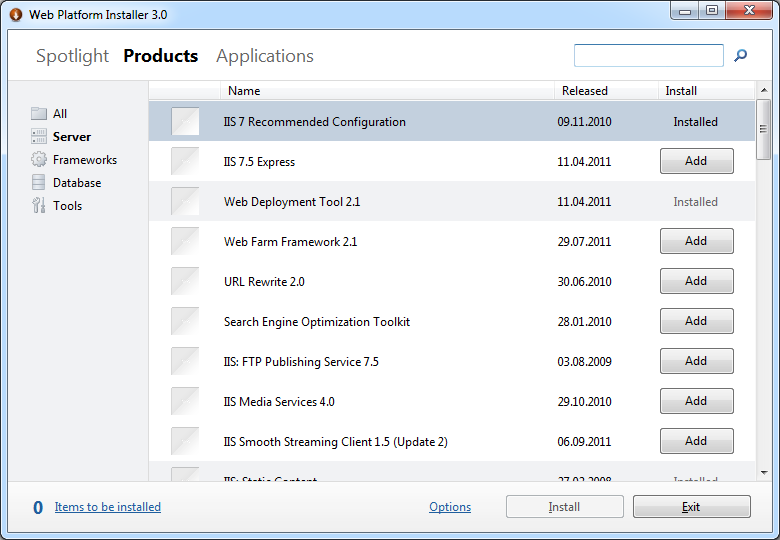 Web Platform Installer 3.0
Spotlight Products Applications
Name Released Install
All
Server
Frameworks
Database
Tools
IIS 7 Recommended Configuration 09.11.2010 Installed
IIS 7.5 Express 11.04.2011 Add
Web Deployment Tool 2.1 11.04.2011 Installed
Web Farm Framework 2.1 29.07.2011 Add
URL Rewrite 2.0 30.06.2010 Add
Search Engine Optimization Toolkit 28.01.2010 Add
IIS: FTP Publishing Service 7.5 03.08.2009 Add
IIS Media Services 4.0 29.10.2010 Add
IIS Smooth Streaming Client 1.5 (Update 2) 06.09.2011 Add
IIS: Static Content 27.02.2008 Installed
0 Items to be installed Options Install Exit